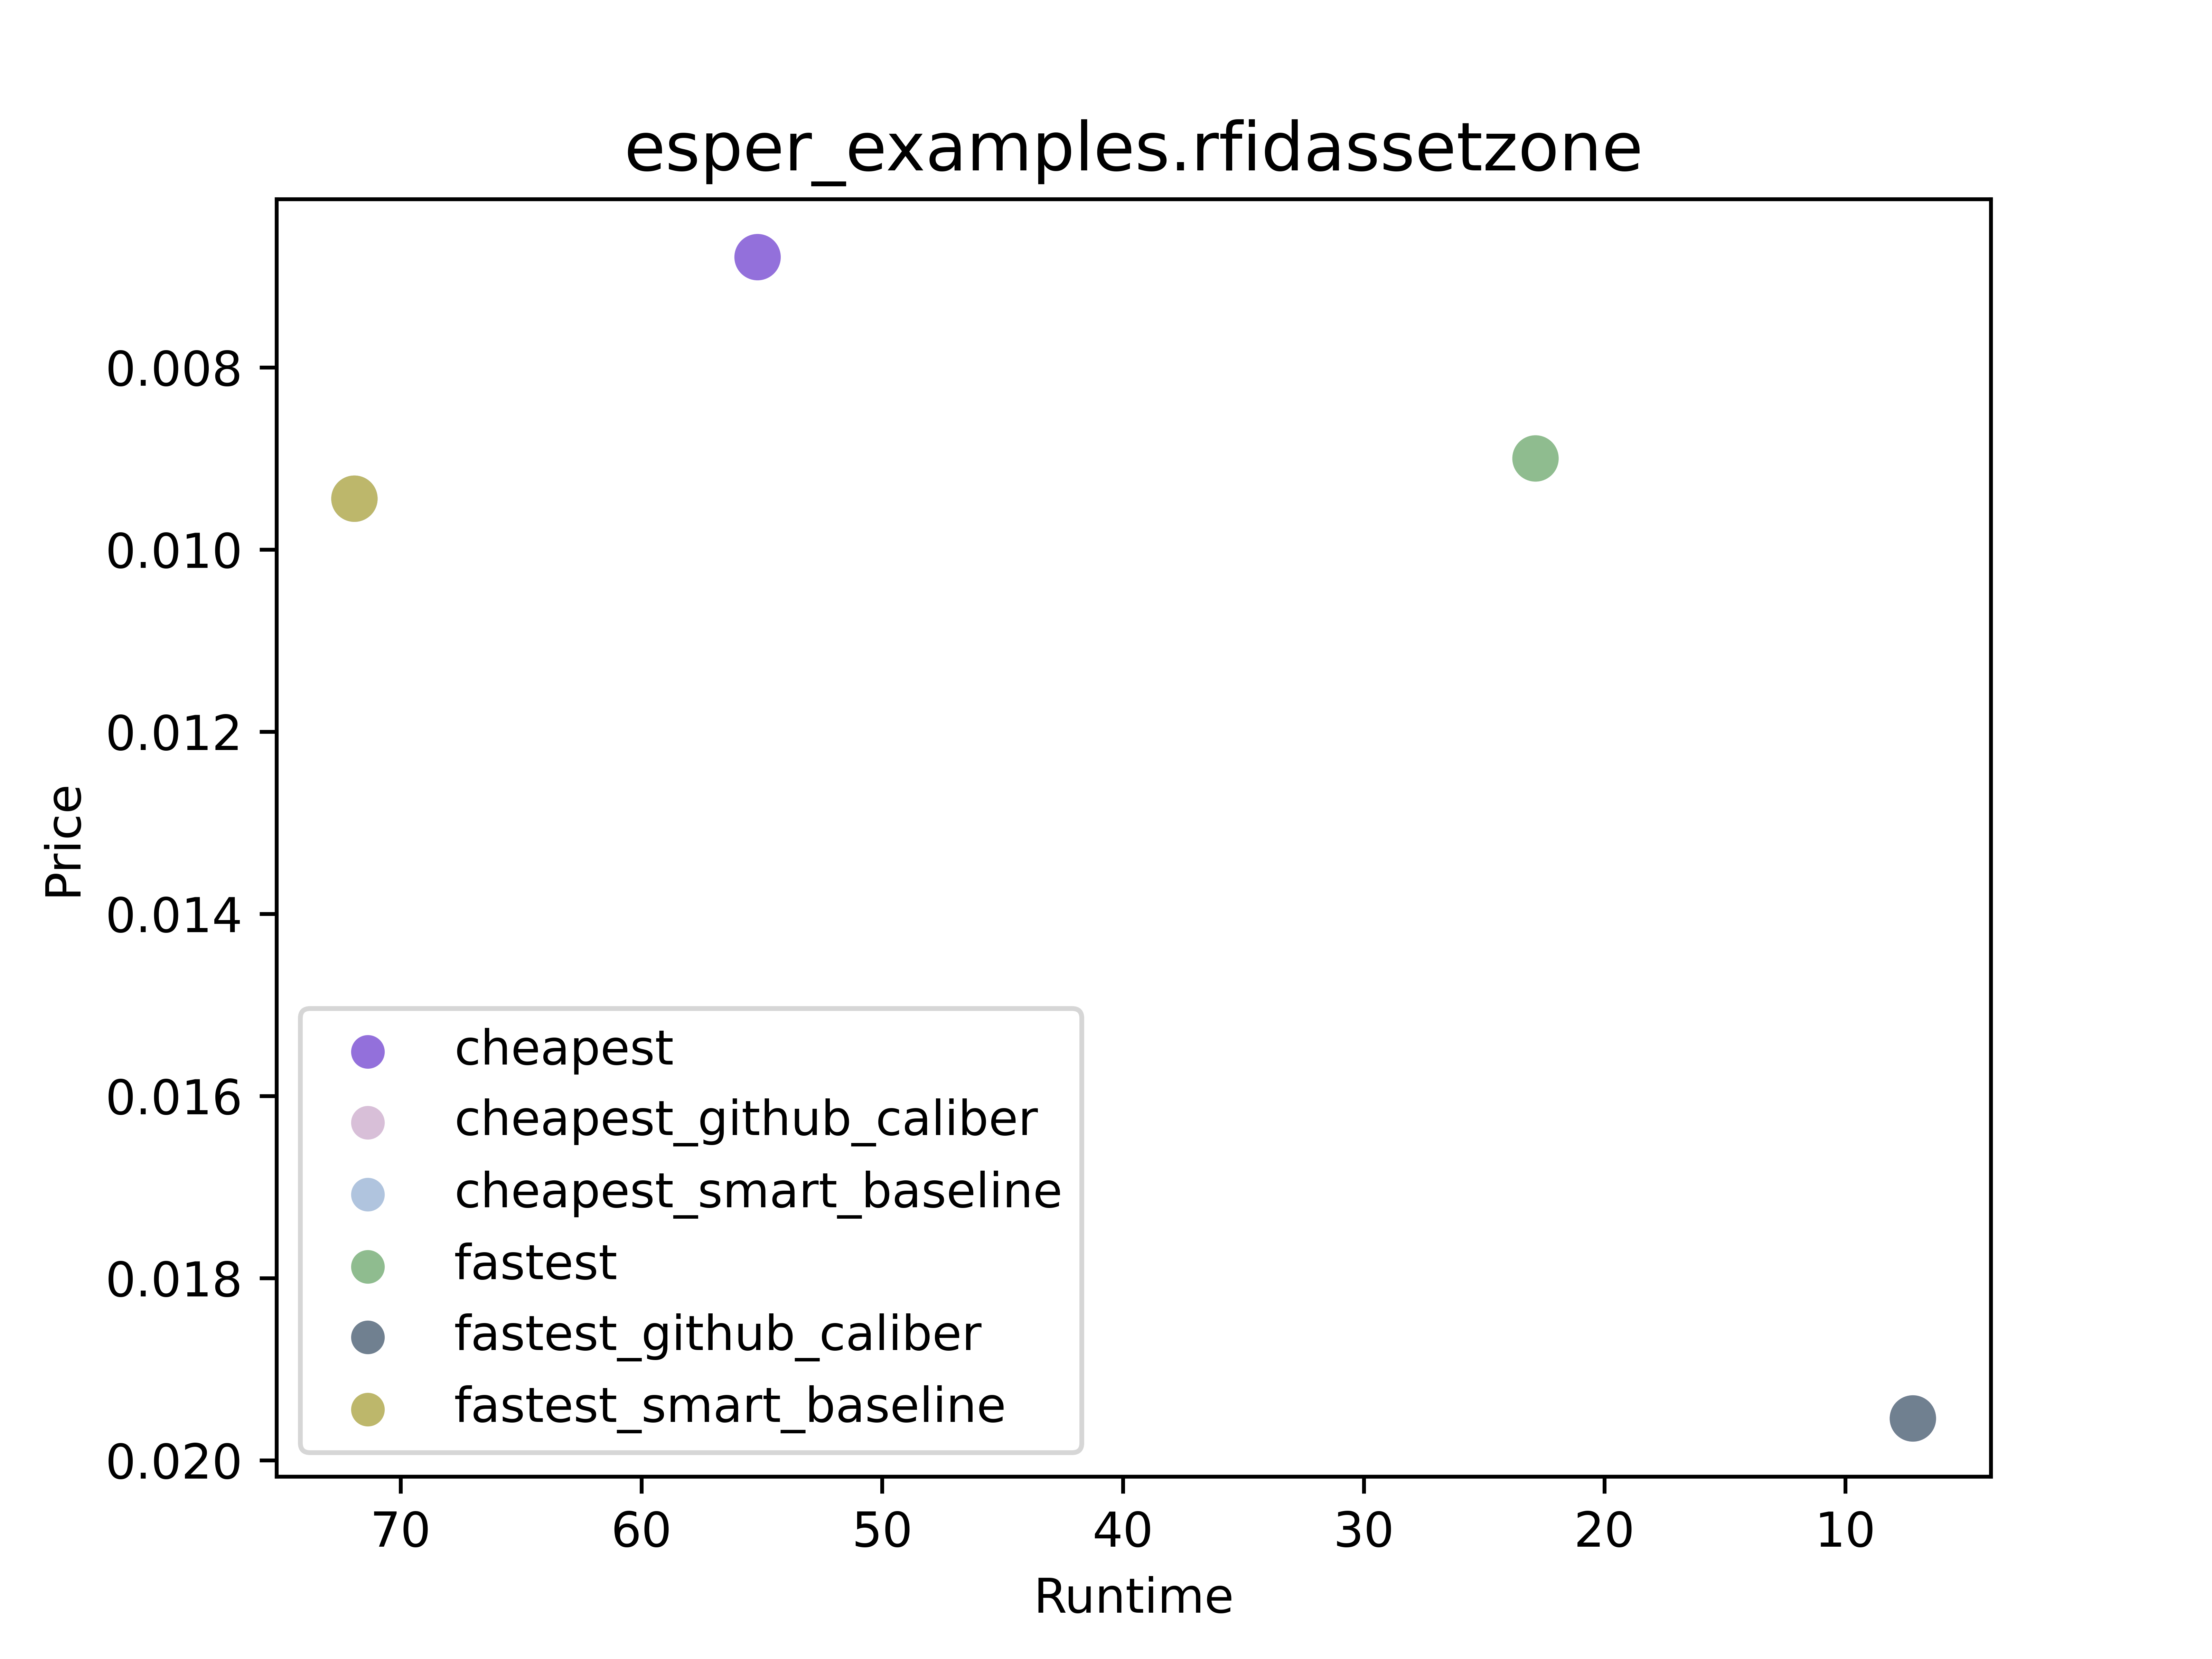 esper_examples.rfidassetzone
0.008
0.010
0.012
0.014
0.016
0.018
0.020
Price
cheapest
cheapest_github_caliber
cheapest_smart_baseline
fastest
fastest_github_caliber
fastest_smart_baseline
70 60 50 40 30 20 10
Runtime